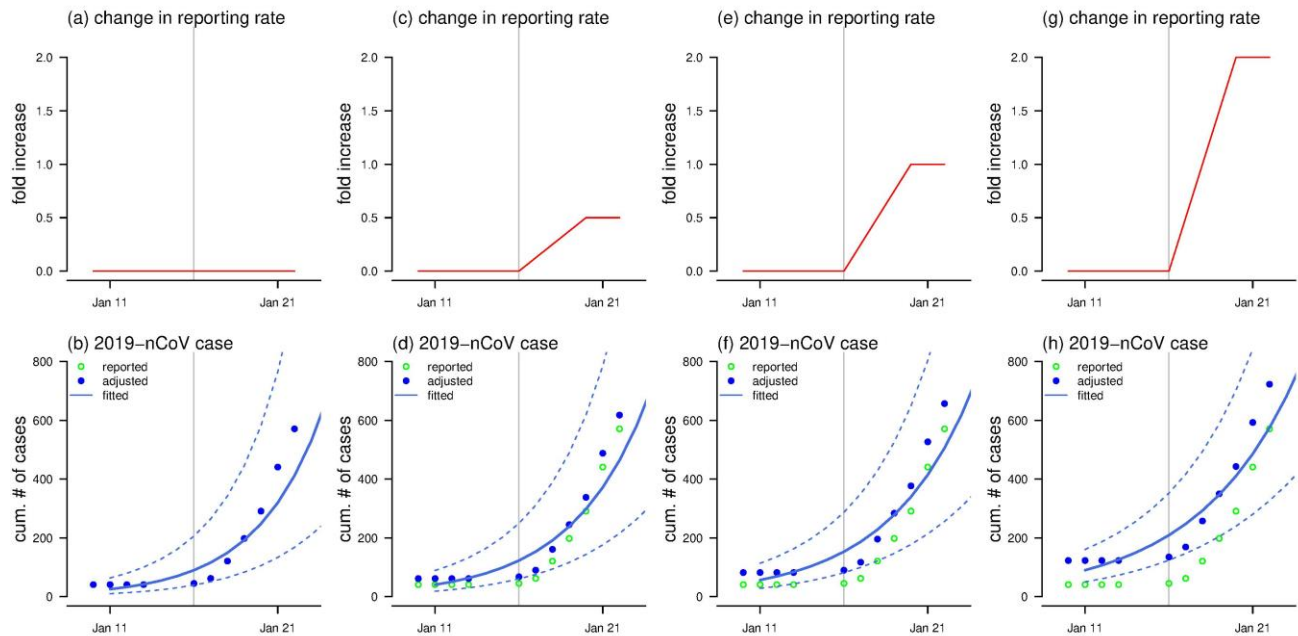 (a) change in reporting rate
fold increase
2.0
1.5
1.0
0.5
0.0
Jan 11
Jan 21
(c) change in reporting rate
fold increase
2.0
1.5
1.0
0.5
0.0
Jan 11
Jan 21
(e) change in reporting rate
fold increase
2.0
1.5
1.0
0.5
0.0
Jan 11
Jan 21
(g) change in reporting rate
fold increase
2.0
1.5
1.0
0.5
0.0
Jan 11
Jan 21
(b) 2019−nCoV case
cum. # of cases
800
600
400
200
0
reported
adjusted
fitted
Jan 11
Jan 21
(d) 2019−nCoV case
cum. # of cases
800
600
400
200
0
reported
adjusted
fitted
Jan 11
Jan 21
(f) 2019−nCoV case
cum. # of cases
800
600
400
200
0
reported
adjusted
fitted
Jan 11
Jan 21
(h) 2019−nCoV case
cum. # of cases
800
600
400
200
0
reported
adjusted
fitted
Jan 11
Jan 21